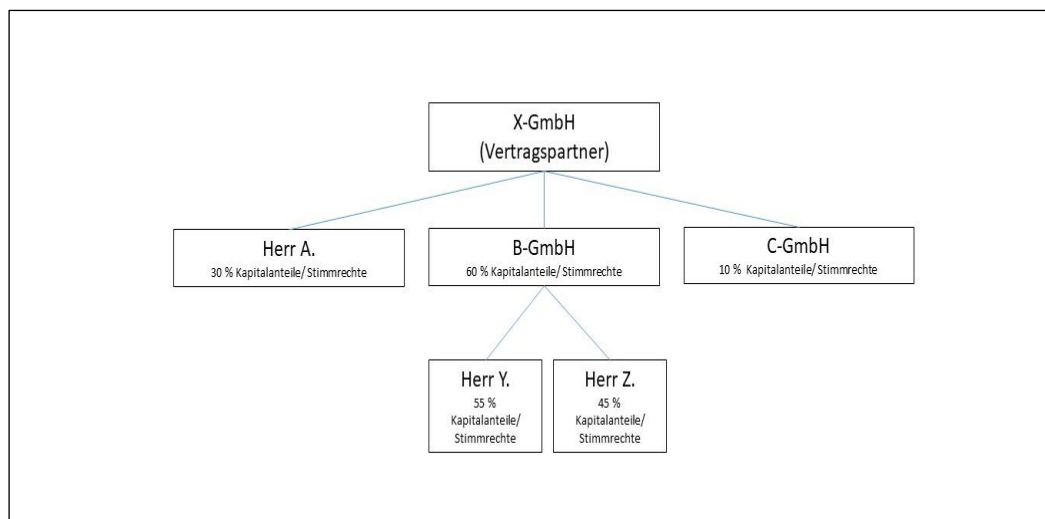 X-GmbH
(Vertragspartner)
Herr A.
30 % Kapitalanteile/ Stimmrechte
B-GmbH
60 % Kapitalanteile/ Stimmrechte
C-GmbH
10 % Kapitalanteile/ Stimmrechte
Herr Y.
55 %
Kapitalanteile/
Stimmrechte
Herr Z.
45 %
Kapitalanteile/
Stimmrechte